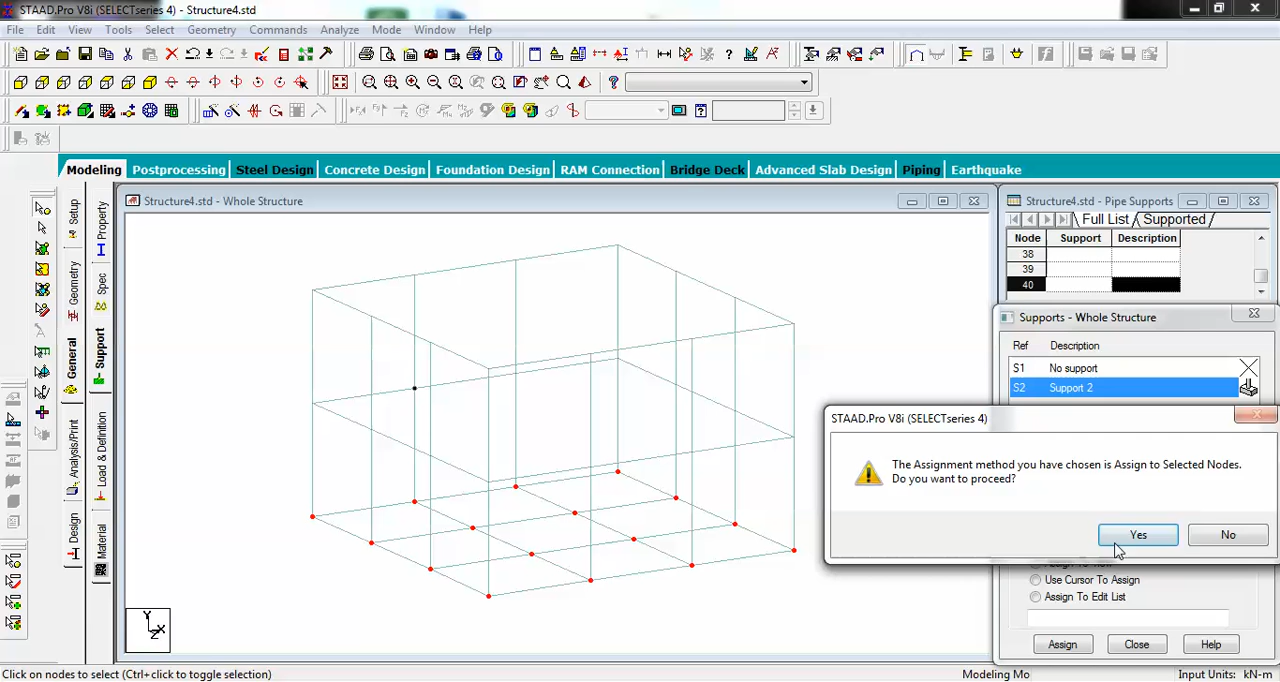 STAAD.Pro V8i (SELECTseries 4) - Structure4.std
File Edit View Tools Select Geometry Commands Analyze Mode Window Help
Modeling Postprocessing Steel Design Concrete Design Foundation Design RAM Connection Bridge Deck Advanced Slab Design Piping Earthquake
Structure4.std - Whole Structure
Structure4.std - Pipe Supports
Full List Supported
Node Support Description
38
39
40
Setup
Geometry
General
Analysis/Print
Design
Property
Spec
Support
Load & Definition
Material
Supports - Whole Structure
Ref Description
S1 No support
S2 Support 2
STAAD.Pro V8i (SELECTseries 4)
The Assignment method you have chosen is Assign to Selected Nodes.
Do you want to proceed?
Yes No
Use Cursor To Assign
Assign To Edit List
Assign Close Help
Y
X
Z
Click on nodes to select (Ctrl+click to toggle selection)
Modeling Mo
Input Units: kN-m